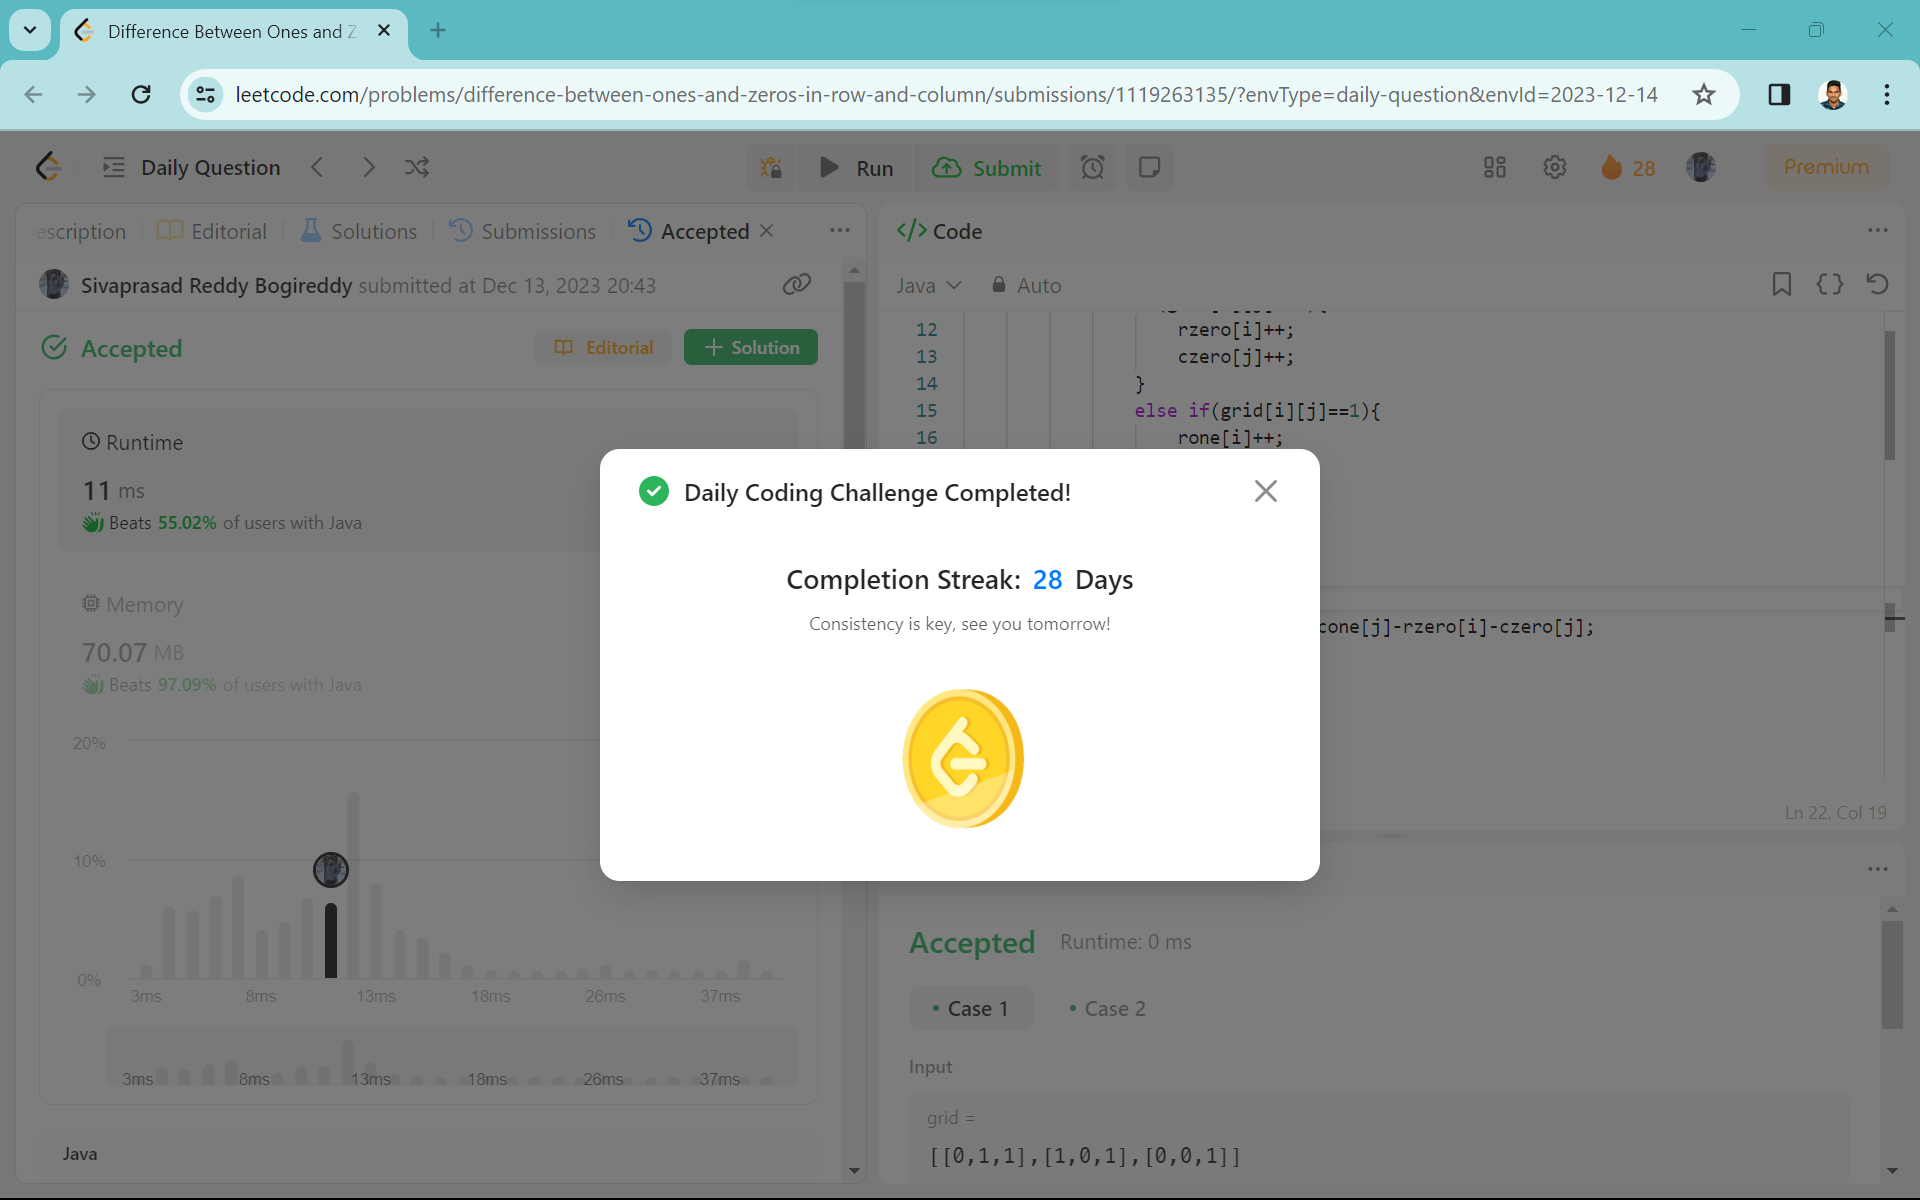 Difference Between Ones and Z
leetcode.com/problems/difference-between-ones-and-zeros-in-row-and-column/submissions/1119263135/?envType=daily-question&envId=2023-12-14
Daily Question
Run
Submit
28
Premium
escription
Editorial
Solutions
Submissions
Accepted
Code
Sivaprasad Reddy Bogireddy submitted at Dec 13, 2023 20:43
Java
Auto
Accepted
Editorial
Solution
12 rzero[i]++;
13 czero[j]++;
14 }
15 else if(grid[i][j]==1){
16 rone[i]++;
Runtime
11 ms
Beats 55.02% of users with Java
Daily Coding Challenge Completed!
Completion Streak: 28 Days
Consistency is key, see you tomorrow!
cone[j]-rzero[i]-czero[j];
Memory
70.07 MB
Beats 97.09% of users with Java
20%
10%
0%
3ms 8ms 13ms 18ms 26ms 37ms
3ms 8ms 13ms 18ms 26ms 37ms
Java
Ln 22, Col 19
Accepted
Runtime: 0 ms
• Case 1
• Case 2
Input
grid =
[[0,1,1],[1,0,1],[0,0,1]]